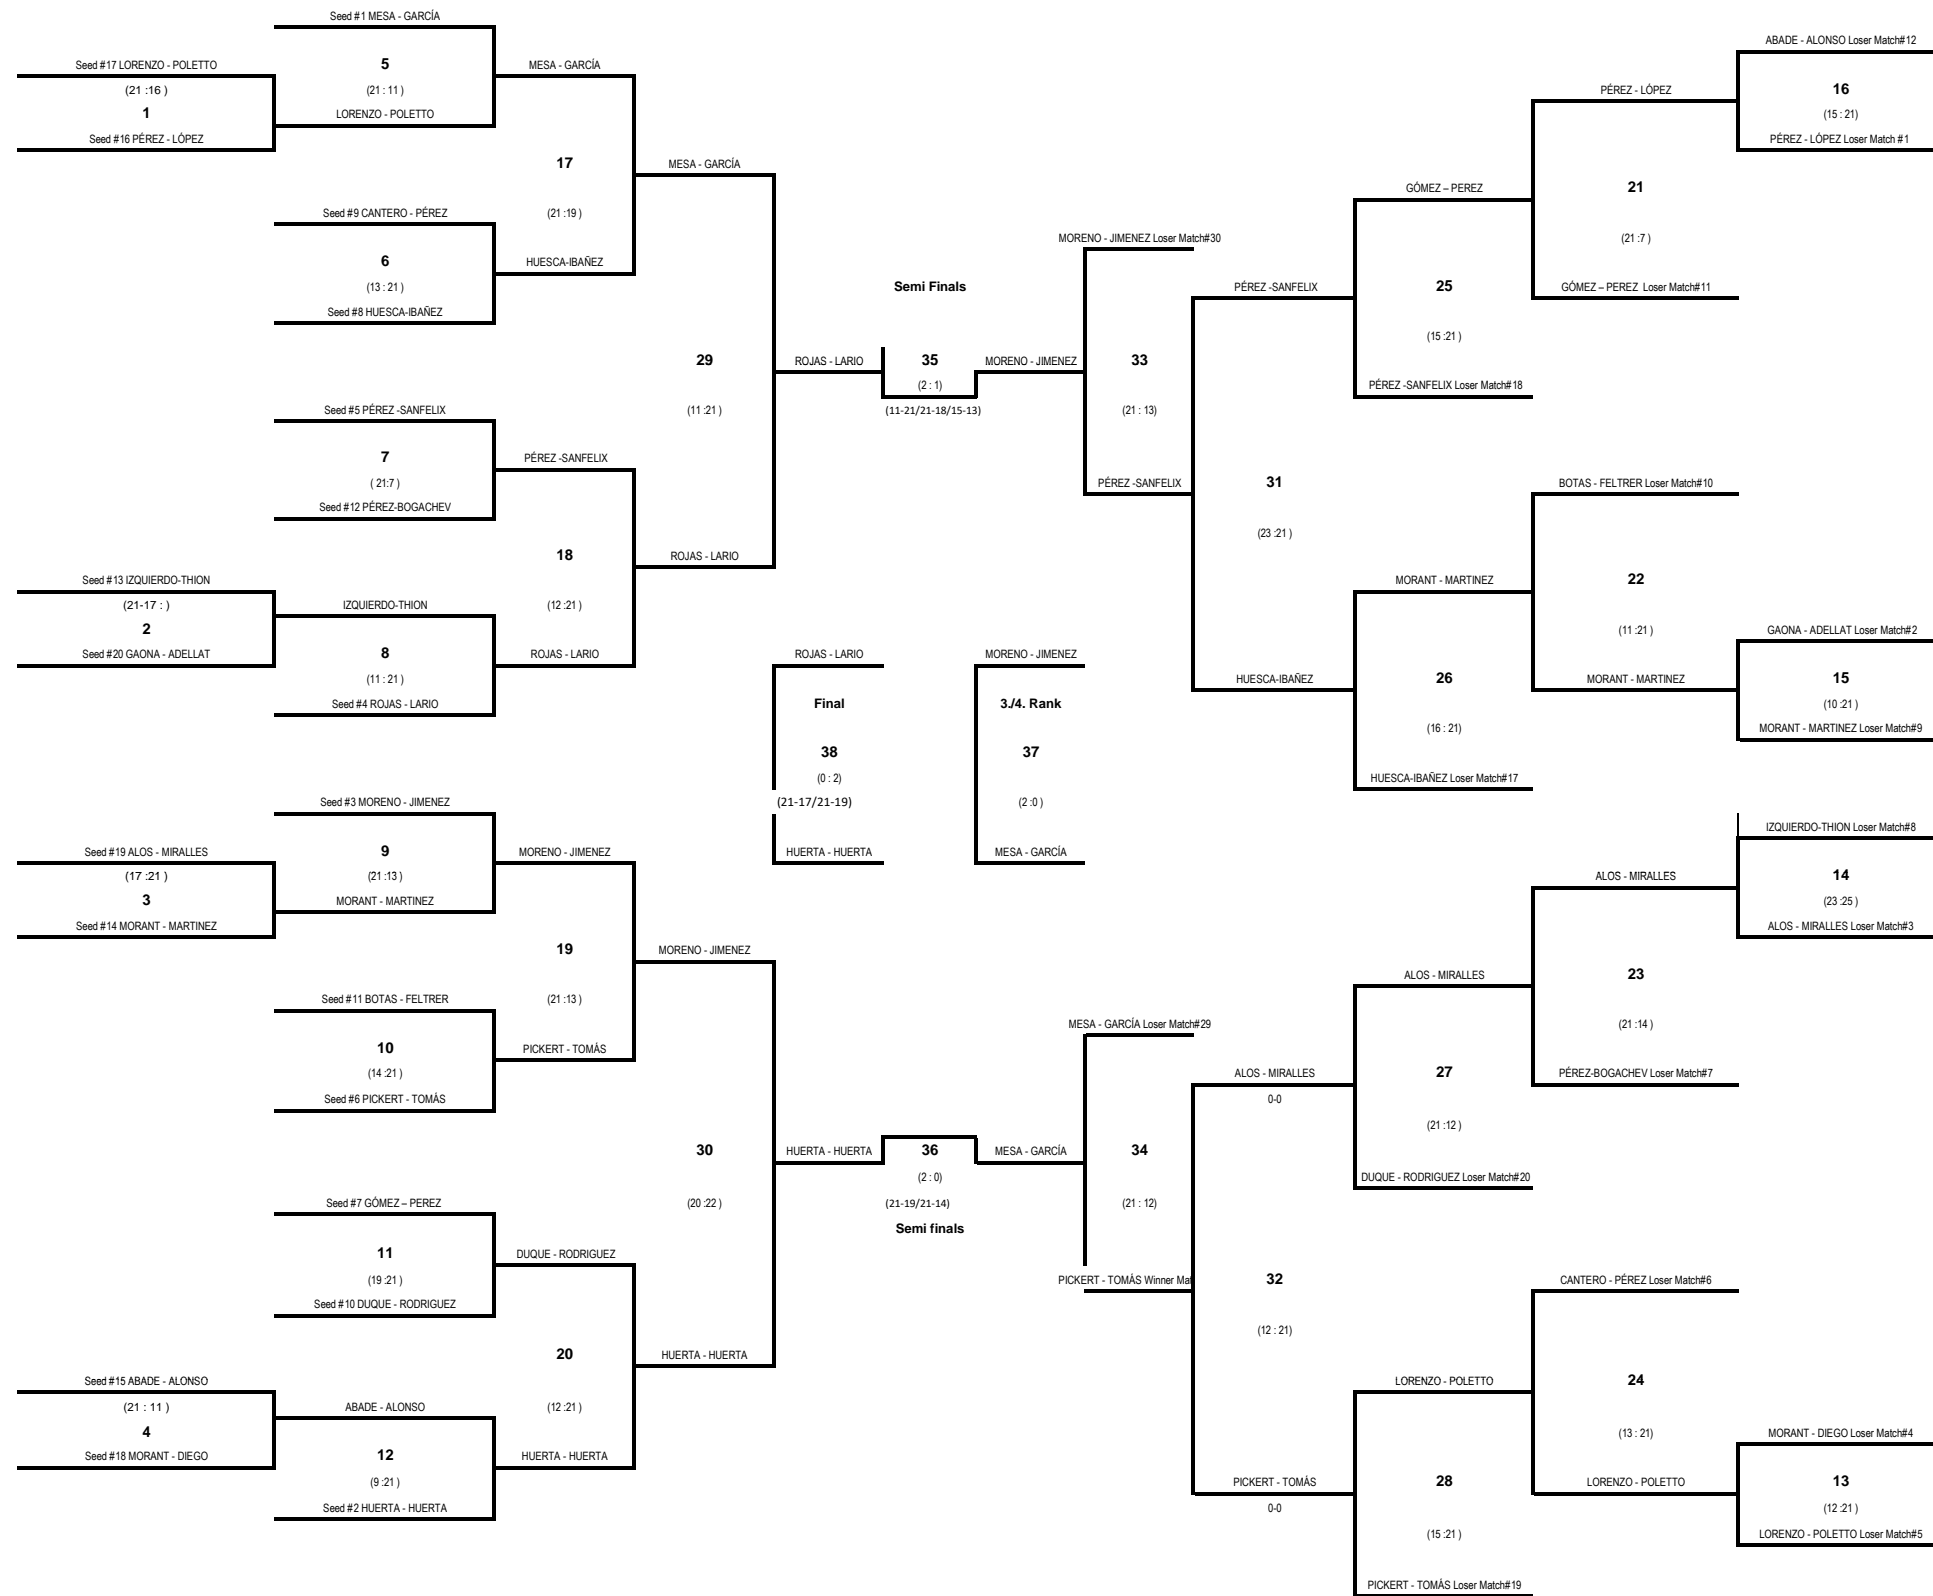 Seed #1 MESA - GARCÍA
Seed #17 LORENZO - POLETTO
(21 :16 )
1
Seed #16 PÉREZ - LÓPEZ
5
(21 : 11 )
LORENZO - POLETTO
MESA - GARCÍA
17
(21 :19 )
Seed #9 CANTERO - PÉREZ
6
(13 : 21 )
Seed #8 HUESCA-IBAÑEZ
HUESCA-IBAÑEZ
MESA - GARCÍA
29
(11 :21 )
Seed #5 PÉREZ -SANFELIX
7
( 21:7 )
Seed #12 PÉREZ-BOGACHEV
PÉREZ -SANFELIX
18
(12 :21 )
Seed #13 IZQUIERDO-THION
(21-17 : )
2
Seed #20 GAONA - ADELLAT
IZQUIERDO-THION
8
(11 : 21 )
Seed #4 ROJAS - LARIO
ROJAS - LARIO
ROJAS - LARIO
ROJAS - LARIO
Semi Finals
35
(2 : 1)
(11-21/21-18/15-13)
MORENO - JIMENEZ
ROJAS - LARIO
Final
38
(0 : 2)
(21-17/21-19)
HUERTA - HUERTA
MORENO - JIMENEZ
3./4. Rank
37
(2 :0 )
MESA - GARCÍA
Seed #3 MORENO - JIMENEZ
Seed #19 ALOS - MIRALLES
(17 :21 )
3
Seed #14 MORANT - MARTINEZ
9
(21 :13 )
MORANT - MARTINEZ
MORENO - JIMENEZ
19
(21 :13 )
Seed #11 BOTAS - FELTRER
10
(14 :21 )
Seed #6 PICKERT - TOMÁS
PICKERT - TOMÁS
MORENO - JIMENEZ
30
(20 :22 )
Seed #7 GÓMEZ – PEREZ
11
(19 :21 )
Seed #10 DUQUE - RODRIGUEZ
DUQUE - RODRIGUEZ
20
(12 :21 )
Seed #15 ABADE - ALONSO
(21 : 11 )
4
Seed #18 MORANT - DIEGO
ABADE - ALONSO
12
(9 :21 )
Seed #2 HUERTA - HUERTA
HUERTA - HUERTA
HUERTA - HUERTA
HUERTA - HUERTA
36
(2 : 0)
(21-19/21-14)
Semi finals
MESA - GARCÍA
MORENO - JIMENEZ Loser Match#30
33
(21 : 13)
PÉREZ -SANFELIX
PÉREZ -SANFELIX
31
(23 :21 )
HUESCA-IBAÑEZ
GÓMEZ – PEREZ
25
(15 :21 )
PÉREZ -SANFELIX Loser Match#18
PÉREZ - LÓPEZ
21
(21 :7 )
GÓMEZ – PEREZ Loser Match#11
ABADE - ALONSO Loser Match#12
16
(15 : 21)
PÉREZ - LÓPEZ Loser Match #1
MORANT - MARTINEZ
26
(16 : 21)
HUESCA-IBAÑEZ Loser Match#17
BOTAS - FELTRER Loser Match#10
22
(11 :21 )
MORANT - MARTINEZ
GAONA - ADELLAT Loser Match#2
15
(10 :21 )
MORANT - MARTINEZ Loser Match#9
MESA - GARCÍA Loser Match#29
34
(21 : 12)
PICKERT - TOMÁS Winner Mat
ALOS - MIRALLES
0-0
32
(12 : 21)
PICKERT - TOMÁS
0-0
ALOS - MIRALLES
27
(21 :12 )
DUQUE - RODRIGUEZ Loser Match#20
ALOS - MIRALLES
23
(21 :14 )
PÉREZ-BOGACHEV Loser Match#7
IZQUIERDO-THION Loser Match#8
14
(23 :25 )
ALOS - MIRALLES Loser Match#3
LORENZO - POLETTO
28
(15 :21 )
PICKERT - TOMÁS Loser Match#19
CANTERO - PÉREZ Loser Match#6
24
(13 : 21)
LORENZO - POLETTO
MORANT - DIEGO Loser Match#4
13
(12 :21 )
LORENZO - POLETTO Loser Match#5